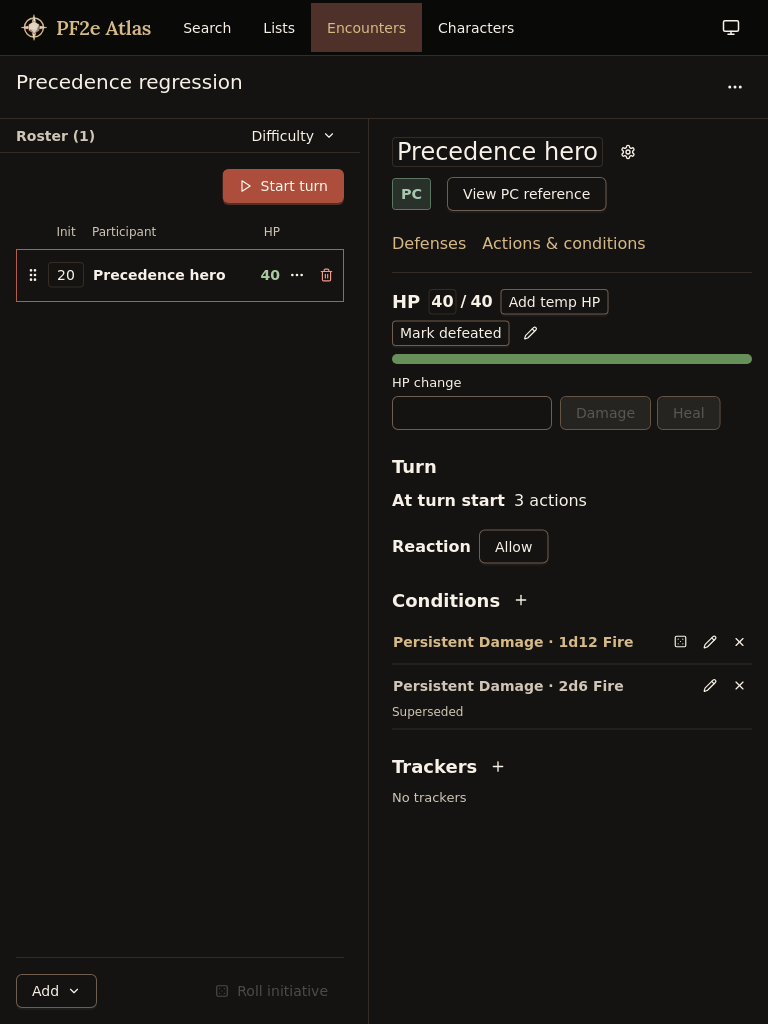 PF2e Atlas Search Lists Encounters Characters
Precedence regression
Roster (1) Difficulty
Start turn
Init Participant HP
20 Precedence hero 40
Add Roll initiative
Precedence hero
PC View PC reference
Defenses Actions & conditions
HP 40 / 40 Add temp HP
Mark defeated
HP change
Damage Heal
Turn
At turn start 3 actions
Reaction Allow
Conditions
Persistent Damage · 1d12 Fire
Persistent Damage · 2d6 Fire
Superseded
Trackers
No trackers